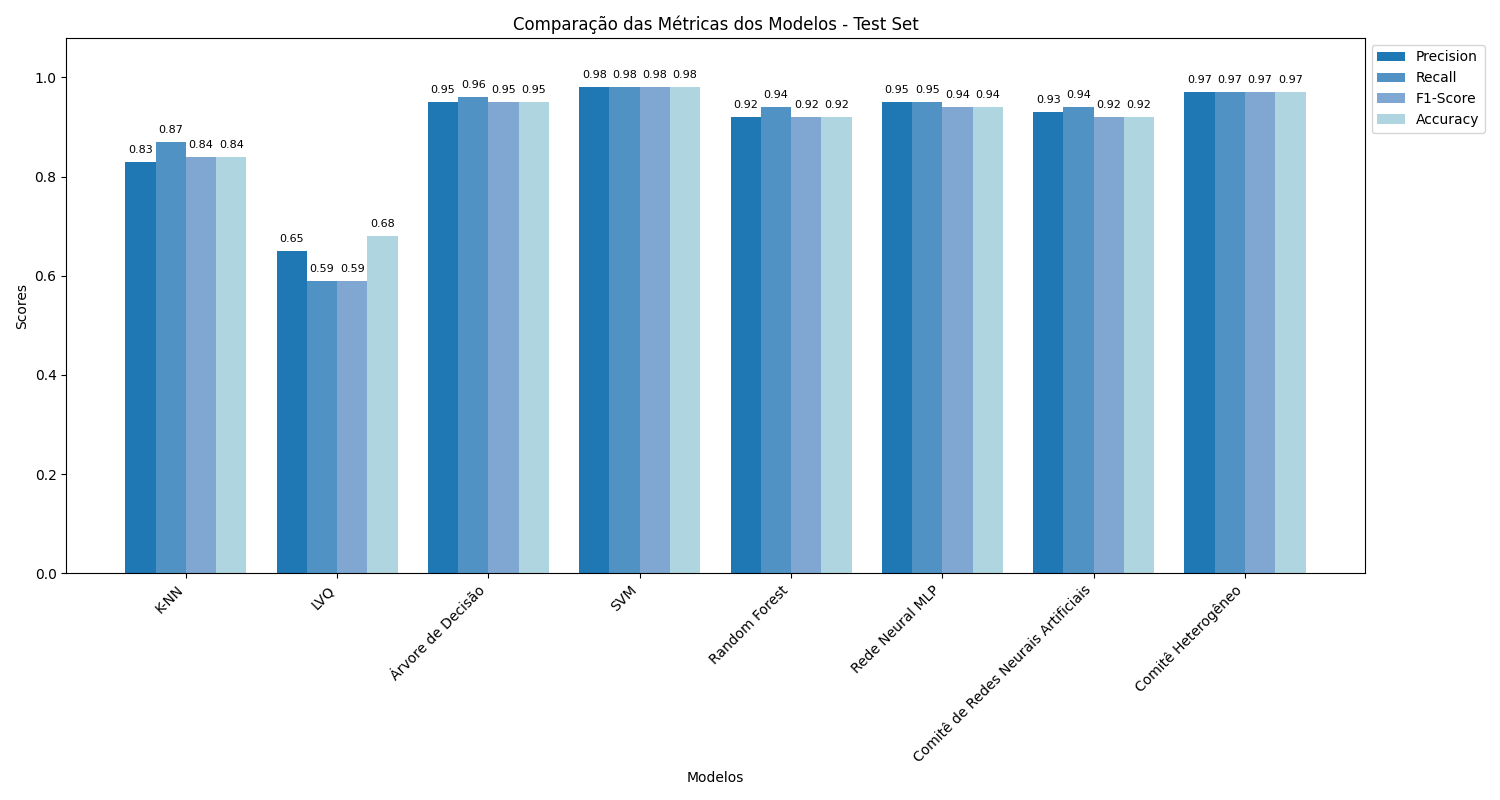 Comparação das Métricas dos Modelos - Test Set
Precision
Recall
F1-Score
Accuracy
Scores
1.0
0.8
0.6
0.4
0.2
0.0
0.83 0.87 0.84 0.84
0.65 0.59 0.59 0.68
0.95 0.96 0.95 0.95
0.98 0.98 0.98 0.98
0.92 0.94 0.92 0.92
0.95 0.95 0.94 0.94
0.93 0.94 0.92 0.92
0.97 0.97 0.97 0.97
K-NN
LVQ
Árvore de Decisão
SVM
Random Forest
Rede Neural MLP
Comitê de Redes Neurais Artificiais
Comitê Heterogêneo
Modelos